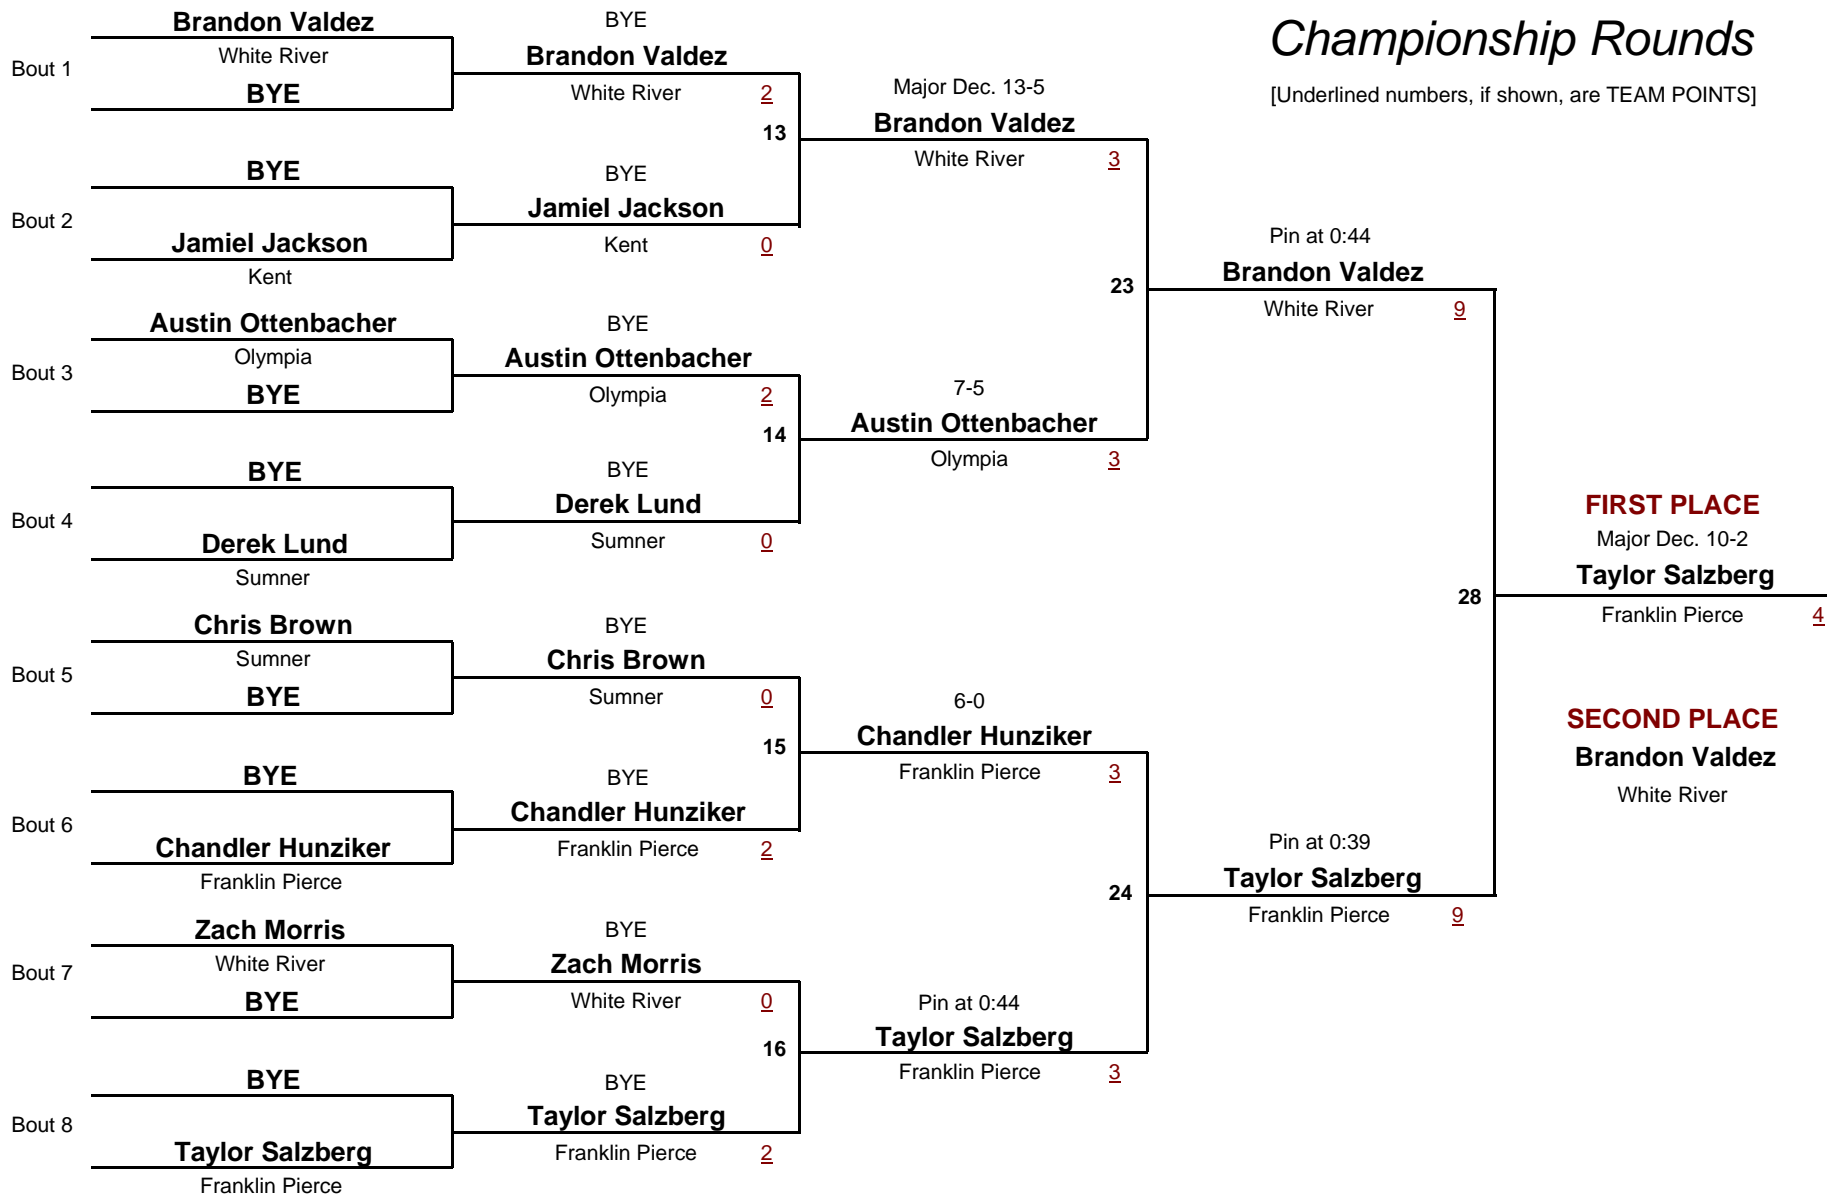 Championship Rounds
[Underlined numbers, if shown, are TEAM POINTS]
Brandon Valdez
White River
Bout 1
BYE
BYE
Bout 2
Jamiel Jackson
Kent
Austin Ottenbacher
Olympia
Bout 3
BYE
BYE
Bout 4
Derek Lund
Sumner
Chris Brown
Sumner
Bout 5
BYE
BYE
Bout 6
Chandler Hunziker
Franklin Pierce
Zach Morris
White River
Bout 7
BYE
BYE
Bout 8
Taylor Salzberg
Franklin Pierce
BYE
Brandon Valdez
White River 2
13
BYE
Jamiel Jackson
Kent 0
BYE
Austin Ottenbacher
Olympia 2
14
BYE
Derek Lund
Sumner 0
BYE
Chris Brown
Sumner 0
15
BYE
Chandler Hunziker
Franklin Pierce 2
BYE
Zach Morris
White River 0
16
BYE
Taylor Salzberg
Franklin Pierce 2
Major Dec. 13-5
Brandon Valdez
White River 3
23
7-5
Austin Ottenbacher
Olympia 3
6-0
Chandler Hunziker
Franklin Pierce 3
24
Pin at 0:44
Taylor Salzberg
Franklin Pierce 3
Pin at 0:44
Brandon Valdez
White River 9
28
Pin at 0:39
Taylor Salzberg
Franklin Pierce 9
FIRST PLACE
Major Dec. 10-2
Taylor Salzberg
Franklin Pierce 4
SECOND PLACE
Brandon Valdez
White River